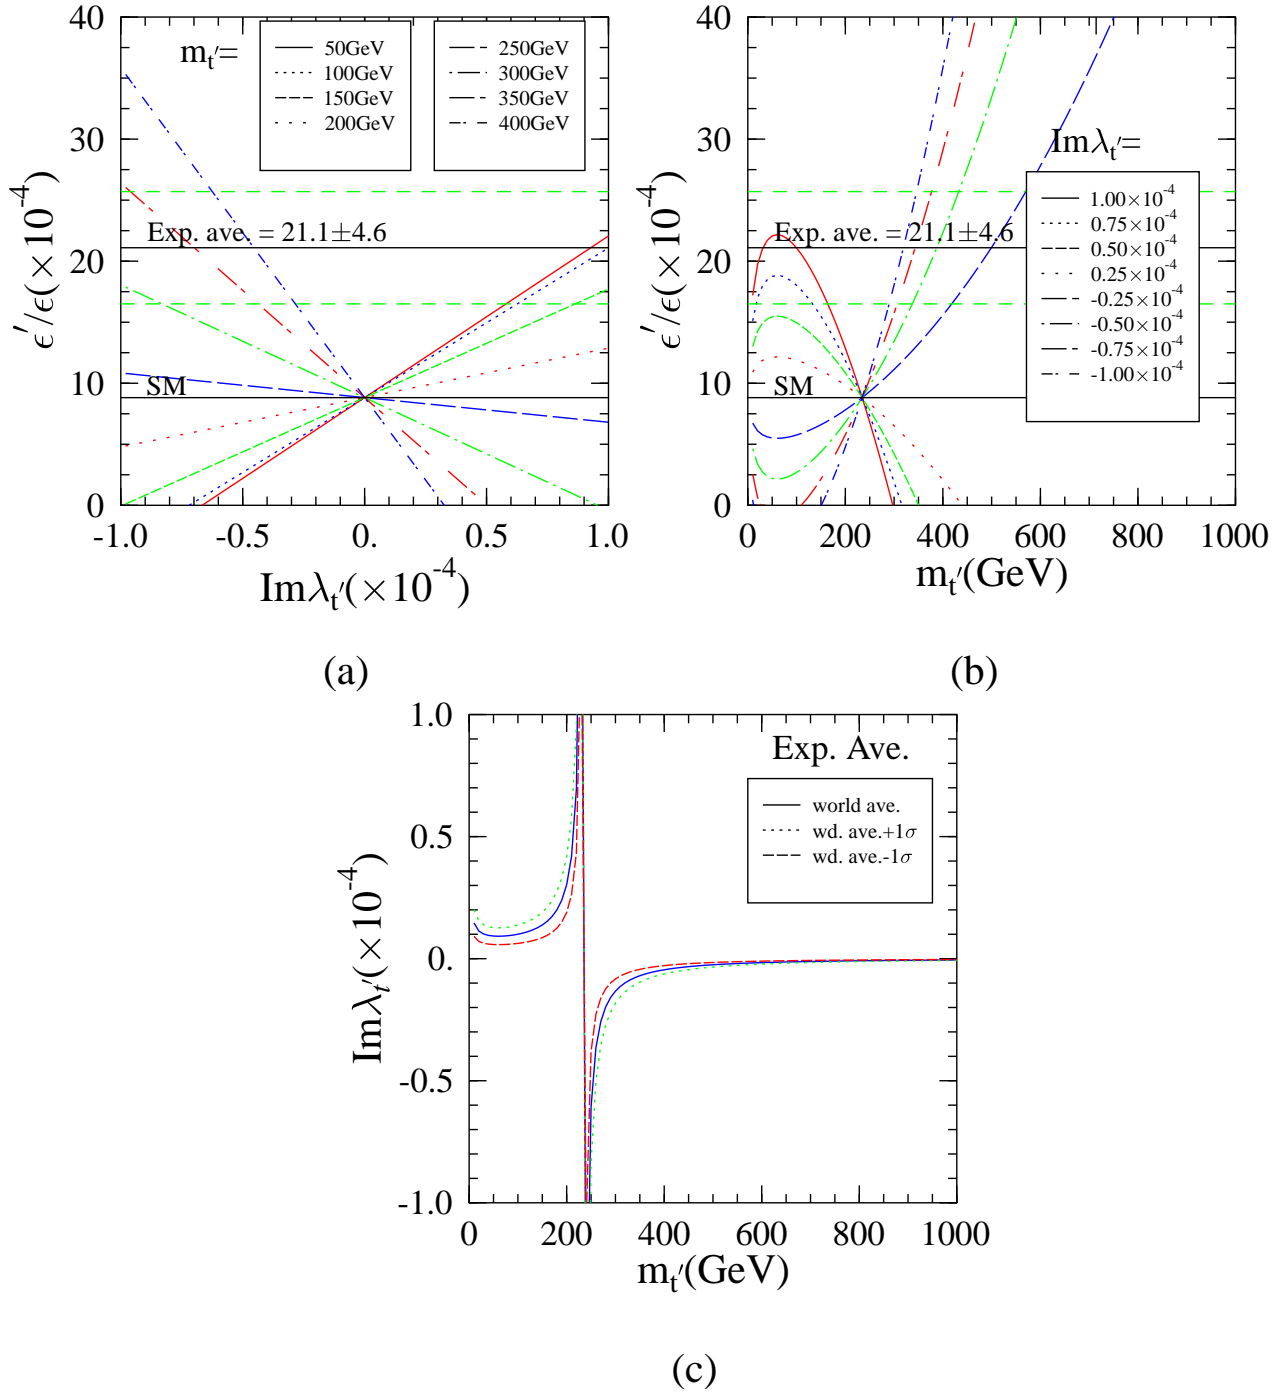 40
30
20
10
0
ϵ′/ϵ(×10⁻⁴)
m_t′=
50GeV
100GeV
150GeV
200GeV
250GeV
300GeV
350GeV
400GeV
Exp. ave. = 21.1±4.6
SM
-1.0 -0.5 0. 0.5 1.0
Imλ_t′(×10⁻⁴)
(a)
40
30
20
10
0
ϵ′/ϵ(×10⁻⁴)
Imλ_t′=
1.00×10⁻⁴
0.75×10⁻⁴
0.50×10⁻⁴
0.25×10⁻⁴
-0.25×10⁻⁴
-0.50×10⁻⁴
-0.75×10⁻⁴
-1.00×10⁻⁴
Exp. ave. = 21.1±4.6
SM
0 200 400 600 800 1000
m_t′(GeV)
(b)
1.0
0.5
0.
-0.5
-1.0
Imλ_t′(×10⁻⁴)
Exp. Ave.
world ave.
wd. ave.+1σ
wd. ave.-1σ
0 200 400 600 800 1000
m_t′(GeV)
(c)